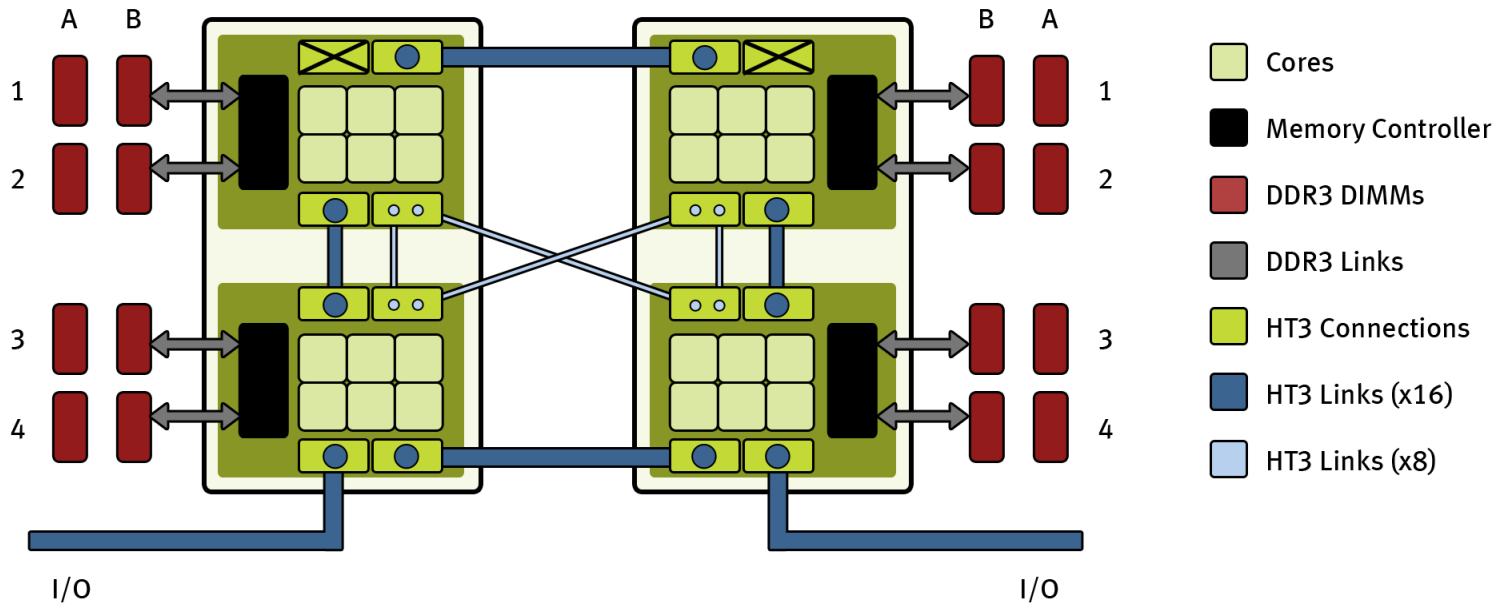 A B
B A
1
2
3
4
1
2
3
4
I/O
I/O
Cores
Memory Controller
DDR3 DIMMs
DDR3 Links
HT3 Connections
HT3 Links (x16)
HT3 Links (x8)